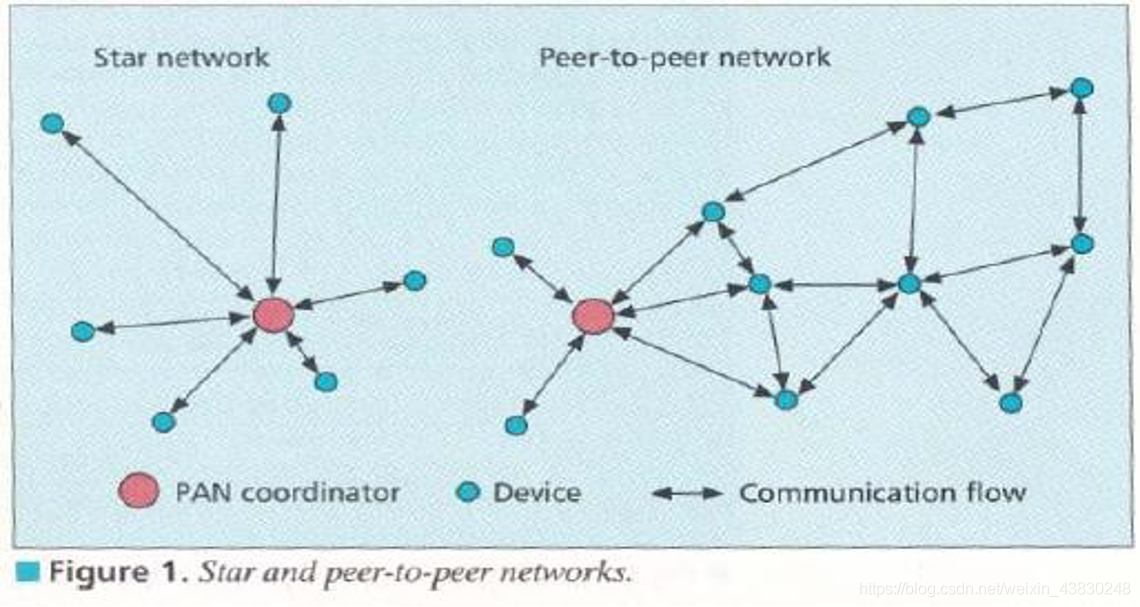 Star network
Peer-to-peer network
PAN coordinator
Device
Communication flow
Figure 1. Star and peer-to-peer networks.
https://blog.csdn.net/weixin_43830248